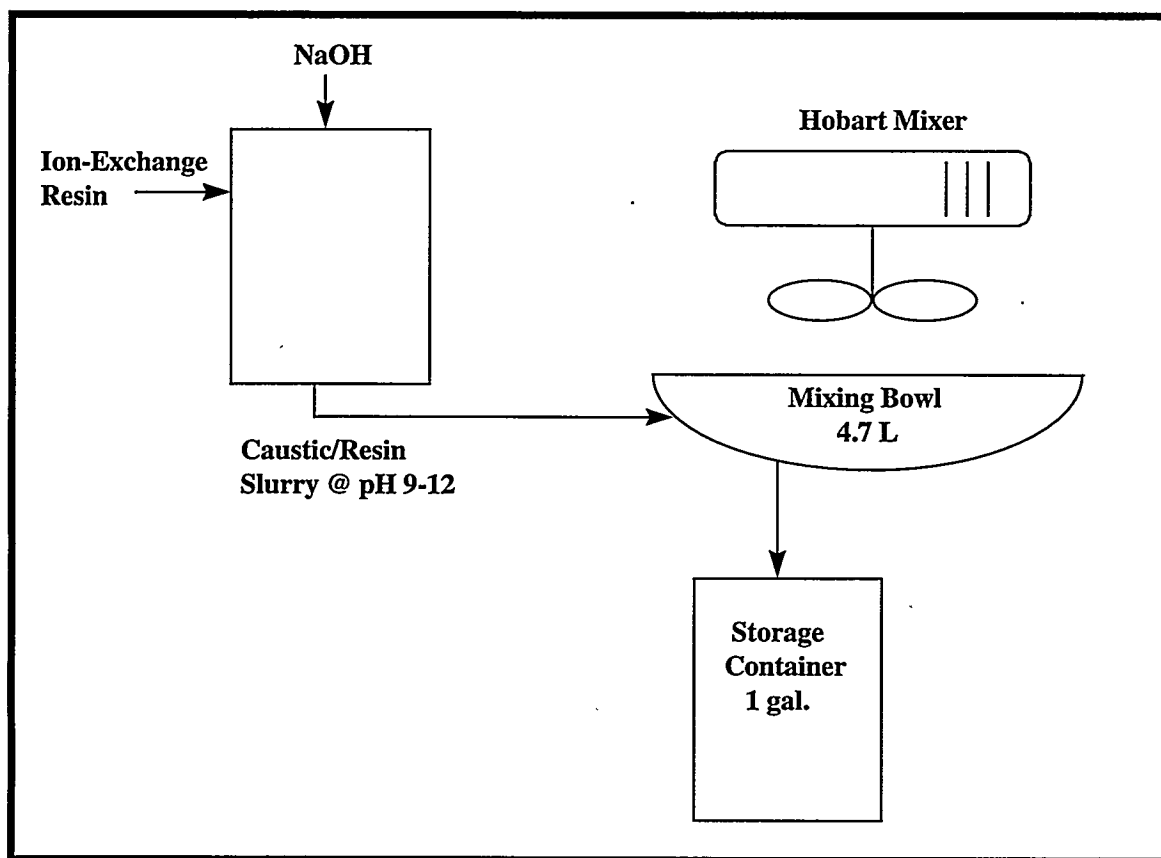 NaOH
Ion-Exchange
Resin
Hobart Mixer
Mixing Bowl
4.7 L
Caustic/Resin
Slurry @ pH 9-12
Storage
Container
1 gal.